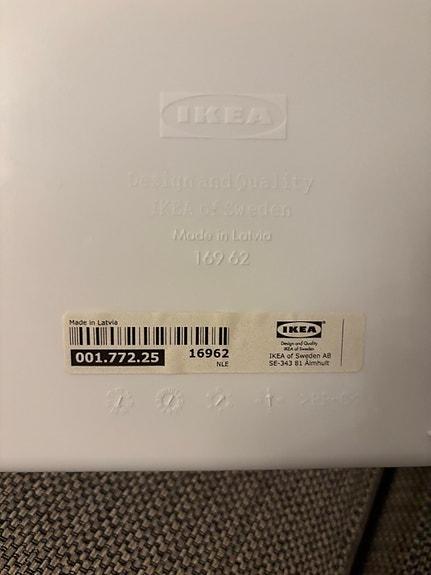 IKEA
Design and Quality
IKEA of Sweden
Made in Latvia
169 62
Made in Latvia
001.772.25
16962
NLE
IKEA
Design and Quality
IKEA of Sweden
IKEA of Sweden AB
SE-343 81 Älmhult